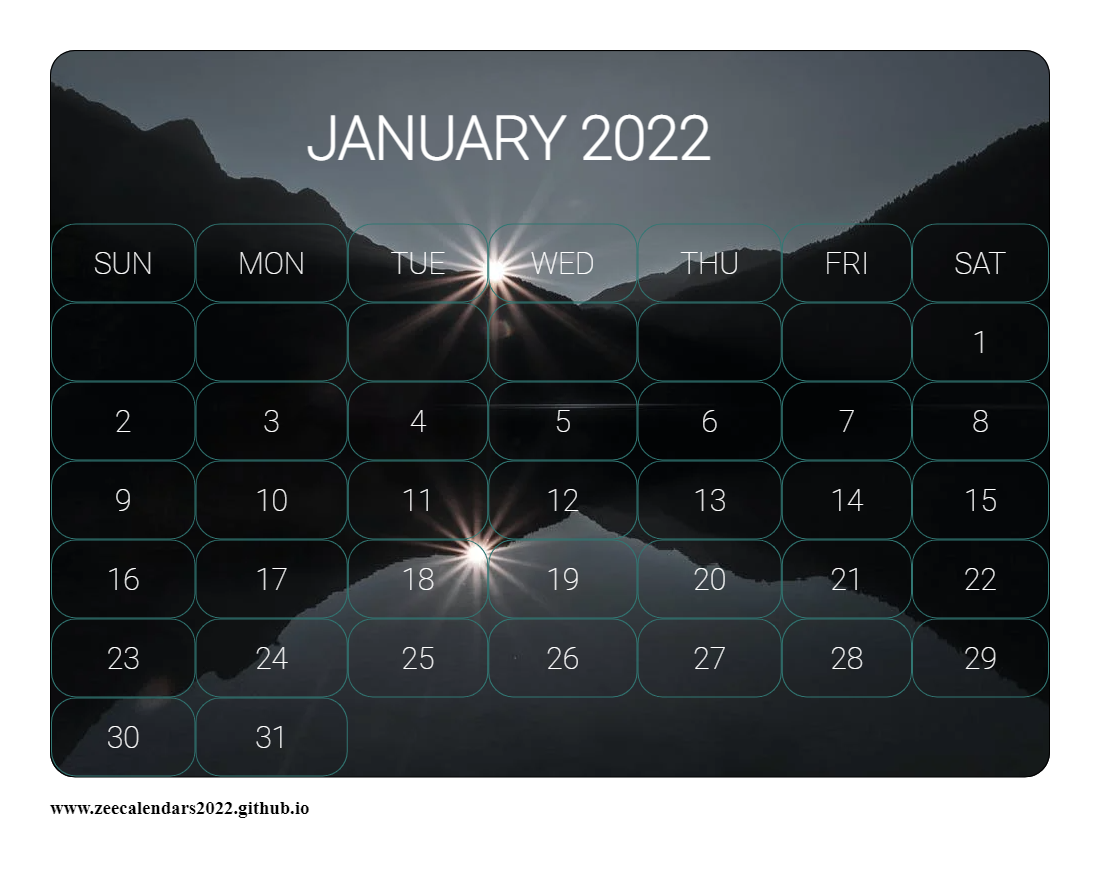 JANUARY 2022
SUN MON TUE WED THU FRI SAT
1
2 3 4 5 6 7 8
9 10 11 12 13 14 15
16 17 18 19 20 21 22
23 24 25 26 27 28 29
30 31
www.zeecalendars2022.github.io